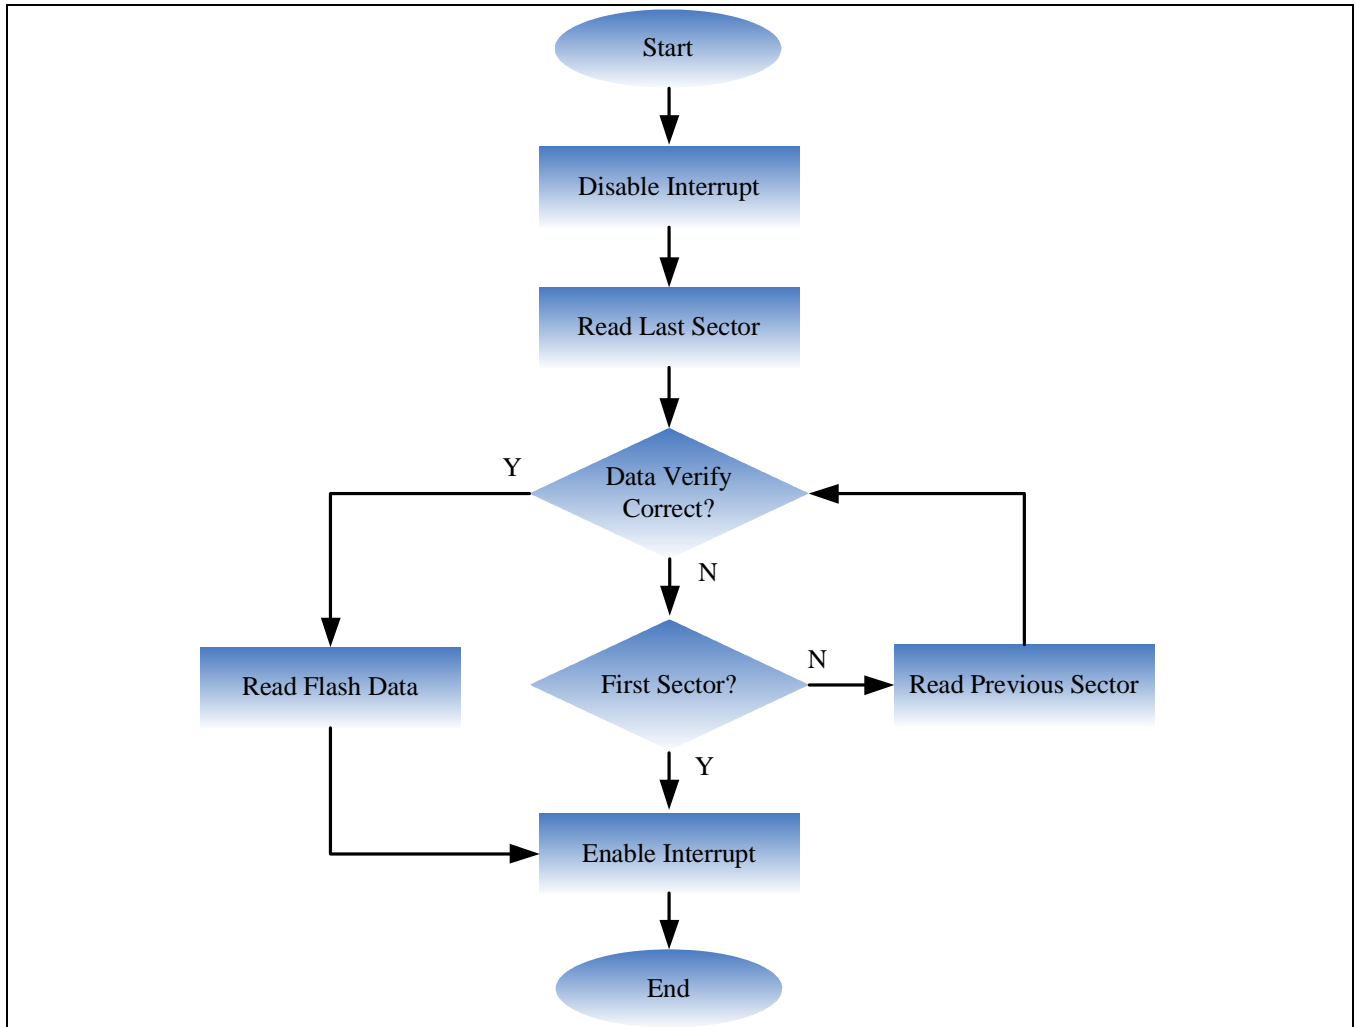 Start
Disable Interrupt
Read Last Sector
Y
Data Verify
Correct?
N
Read Flash Data
First Sector?
N
Read Previous Sector
Y
Enable Interrupt
End